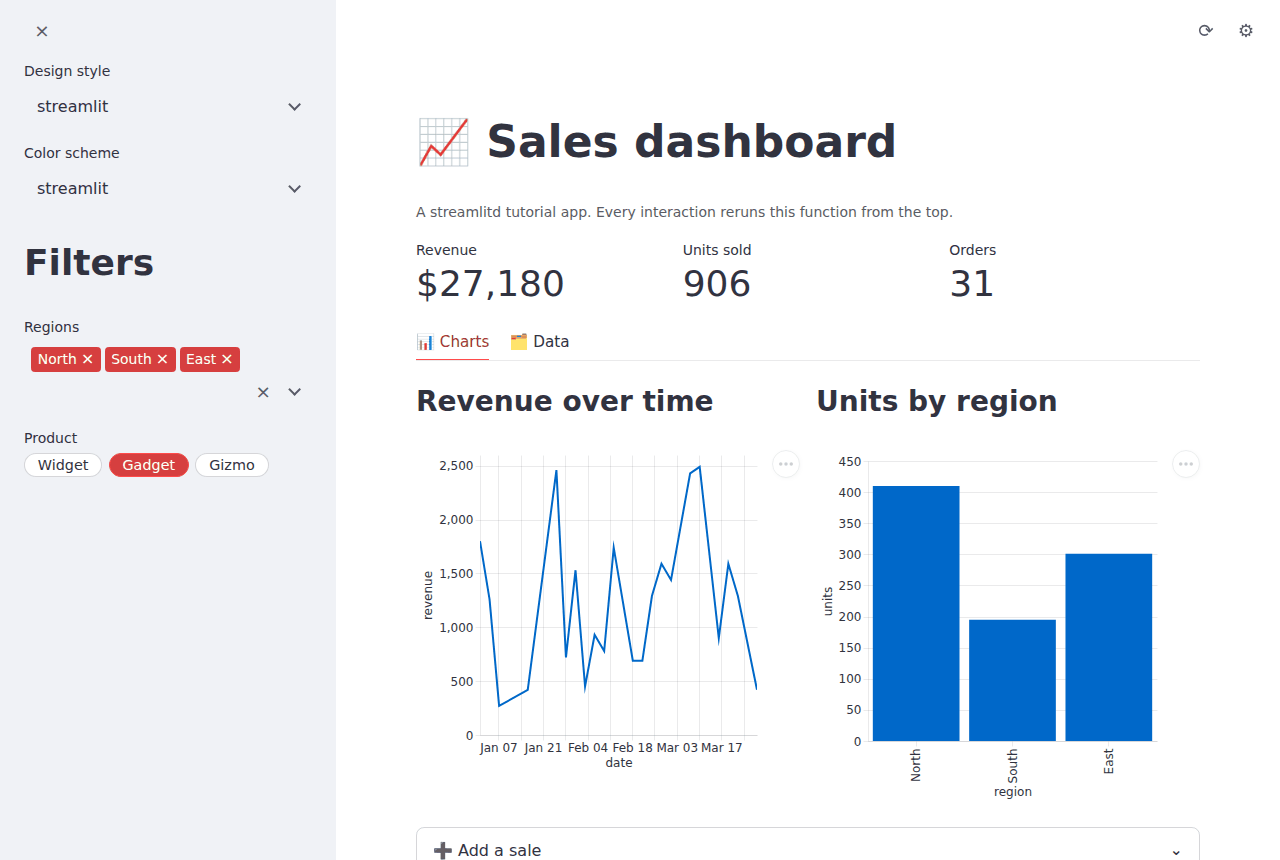 Design style
streamlit
Color scheme
streamlit
Filters
Regions
North × South × East ×
Product
Widget Gadget Gizmo
📈 Sales dashboard
A streamlitd tutorial app. Every interaction reruns this function from the top.
Revenue Units sold Orders
$27,180 906 31
📊 Charts 🗂️ Data
Revenue over time
2,500
2,000
1,500
1,000
500
0
revenue
Jan 07 Jan 21 Feb 04 Feb 18 Mar 03 Mar 17
date
Units by region
450
400
350
300
250
200
150
100
50
0
units
North South East
region
➕ Add a sale